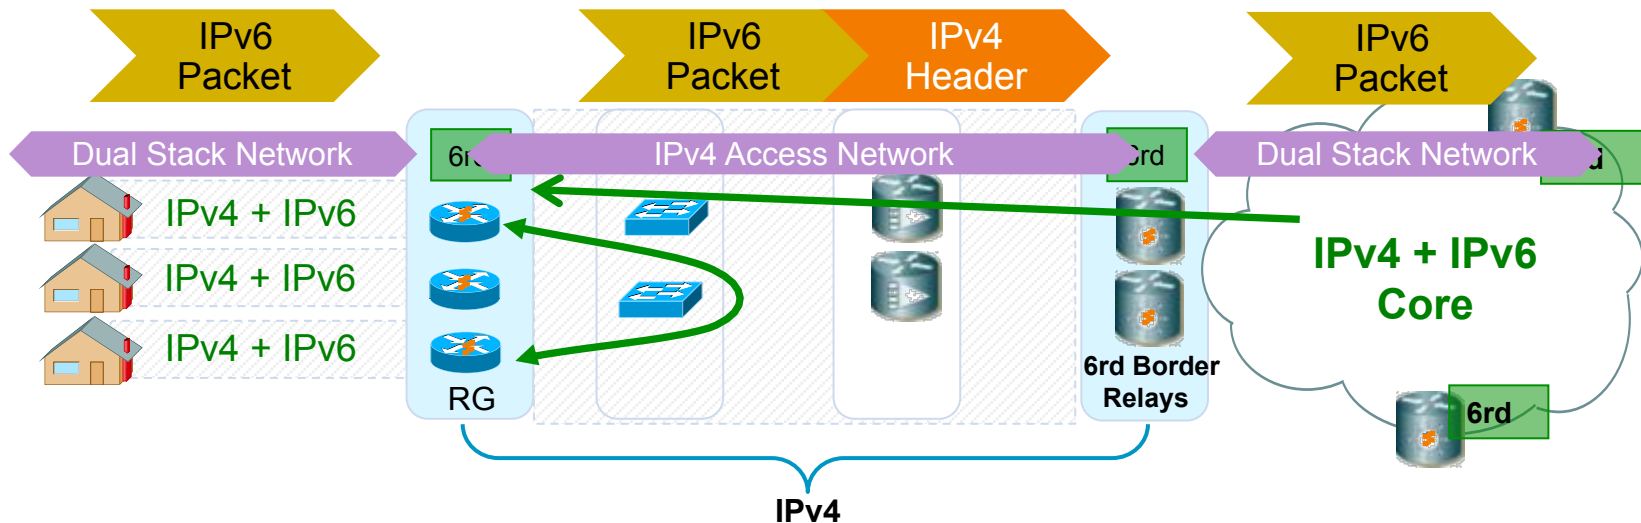 IPv6
Packet
IPv6
Packet
IPv4
Header
IPv6
Packet
Dual Stack Network
IPv4 Access Network
Dual Stack Network
IPv4 + IPv6
IPv4 + IPv6
IPv4 + IPv6
RG
6rd Border
Relays
IPv4 + IPv6
Core
6rd
IPv4